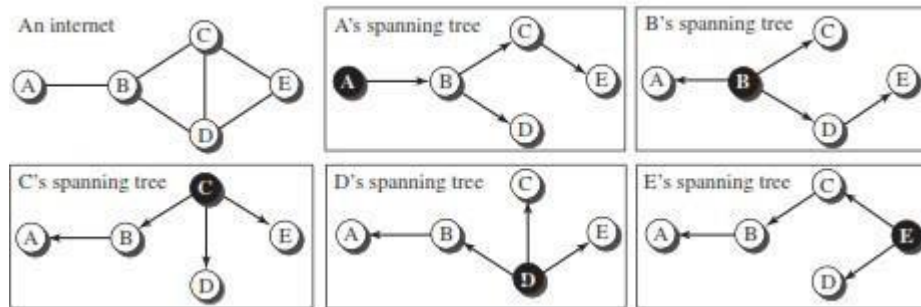 An internet
C
A
B
E
D
A's spanning tree
C
A
B
E
D
B's spanning tree
C
A
B
E
D
C's spanning tree
C
A
B
E
D
D's spanning tree
C
A
B
E
D
E's spanning tree
C
A
B
E
D